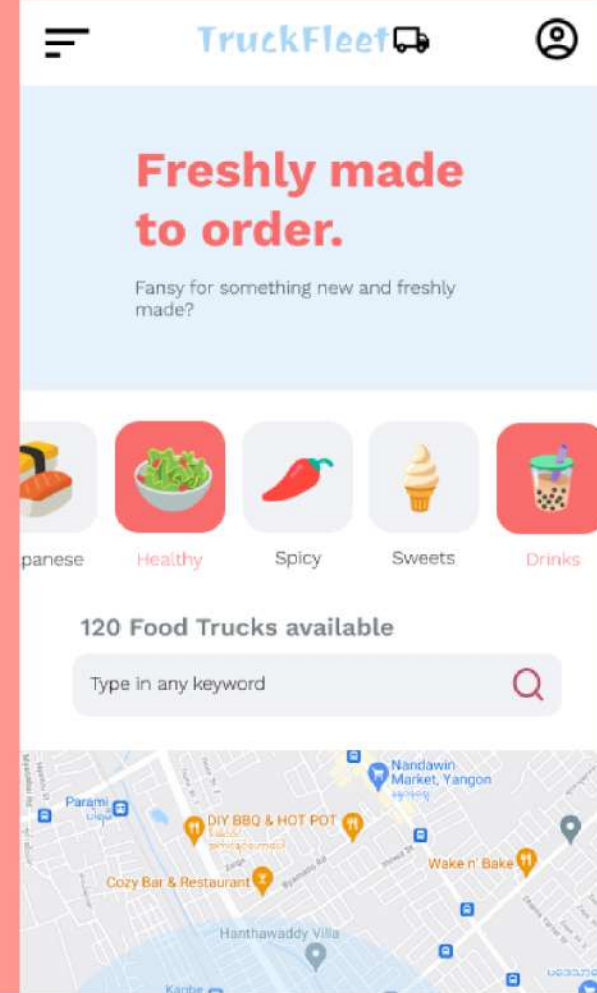 TruckFleet
Freshly made
to order.
Fansy for something new and freshly
made?
panese
Healthy
Spicy
Sweets
Drinks
120 Food Trucks available
Type in any keyword
Nandawin
Market, Yangon
Parami
DIY BBQ & HOT POT
Wake n' Bake
Cozy Bar & Restaurant
Hanthawaddy Villa
Kanbe